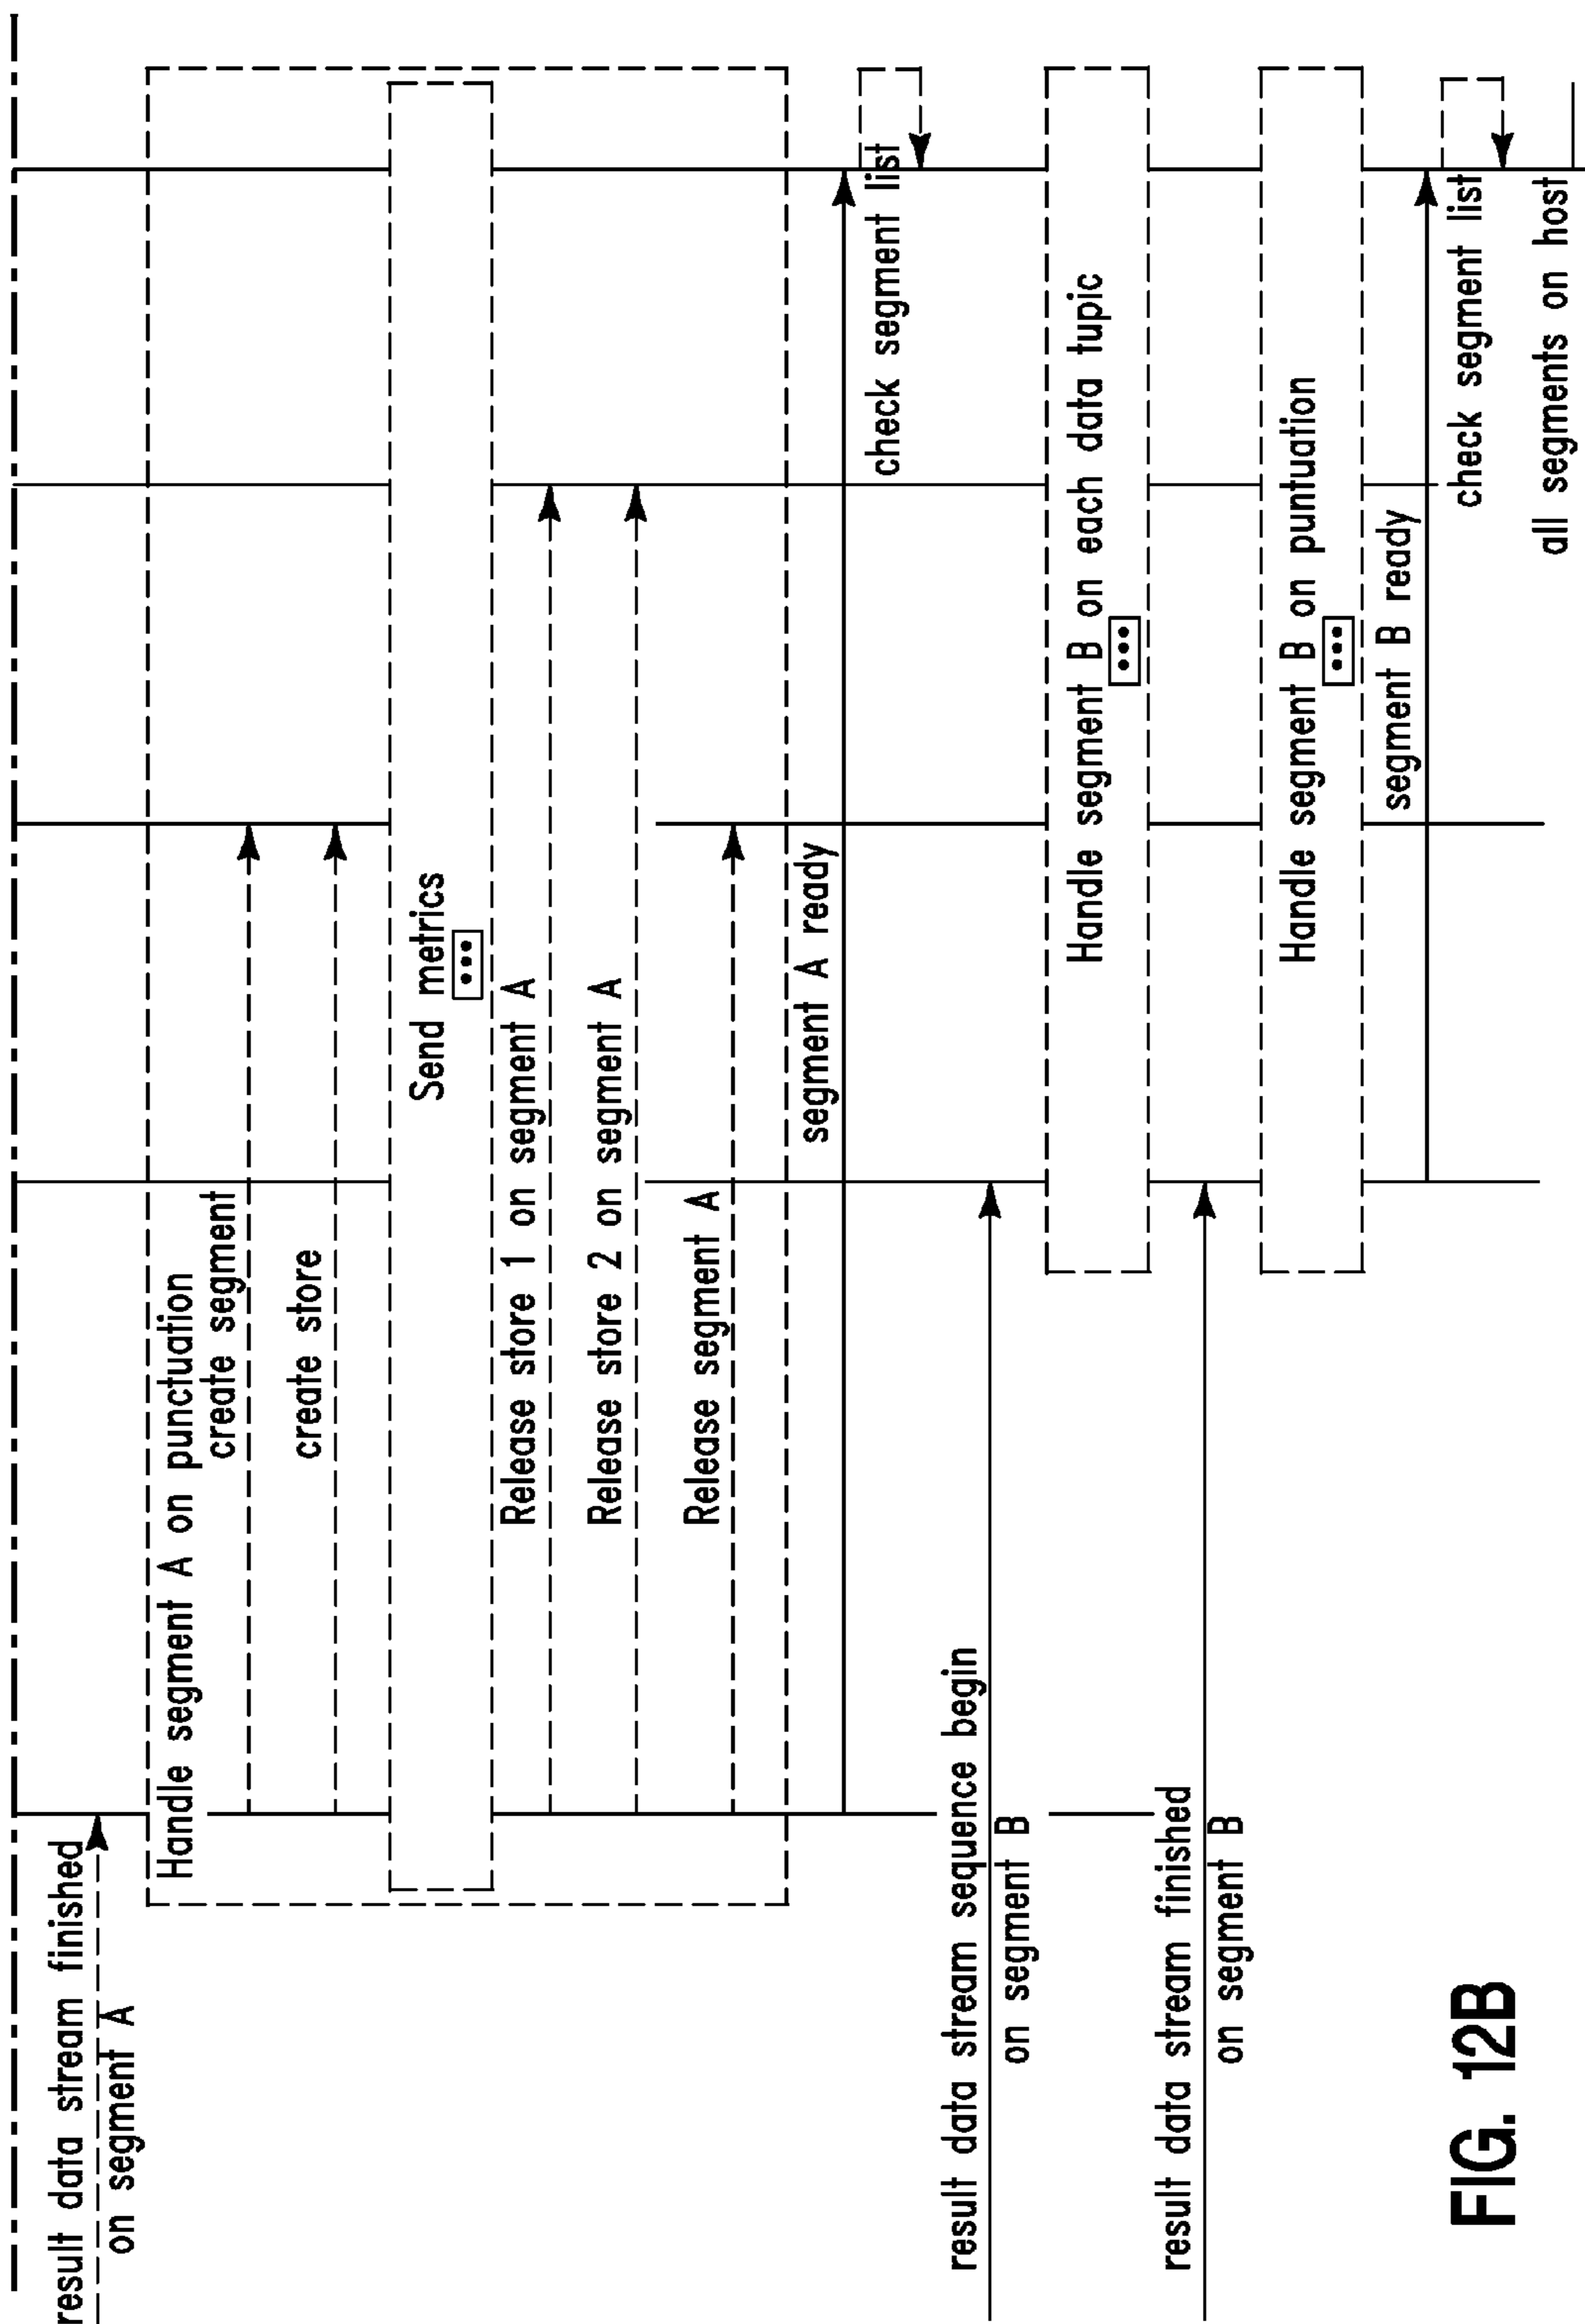 result data stream finished
on segment A
Handle segment A on punctuation
create segment
create store
Send metrics
Release store 1 on segment A
Release store 2 on segment A
Release segment A
segment A ready
check segment list
result data stream sequence begin
on segment B
Handle segment B on each data tupic
result data stream finished
on segment B
Handle segment B on puntuation
segment B ready
check segment list
all segments on host
FIG. 12B